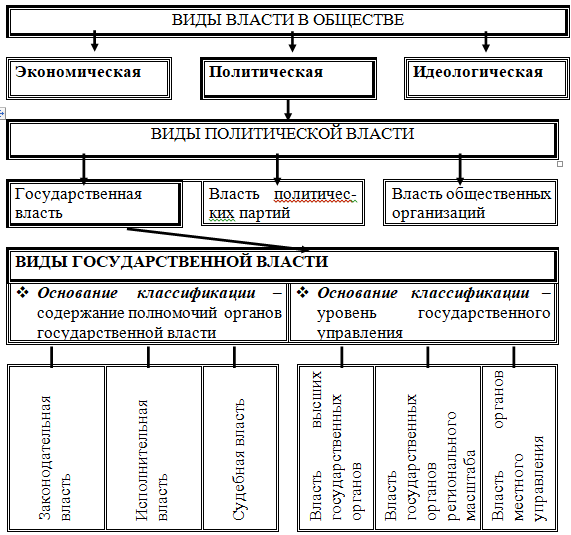 ВИДЫ ВЛАСТИ В ОБЩЕСТВЕ
Экономическая
Политическая
Идеологическая
ВИДЫ ПОЛИТИЧЕСКОЙ ВЛАСТИ
Государственная
власть
Власть политичес-
ких партий
Власть общественных
организаций
ВИДЫ ГОСУДАРСТВЕННОЙ ВЛАСТИ
❖ Основание классификации –
содержание полномочий органов
государственной власти
❖ Основание классификации –
уровень государственного
управления
Законодательная
власть
Исполнительная
власть
Судебная власть
Власть высших
государственных
органов
Власть
государственных
органов
регионального
масштаба
Власть органов
местного
управления